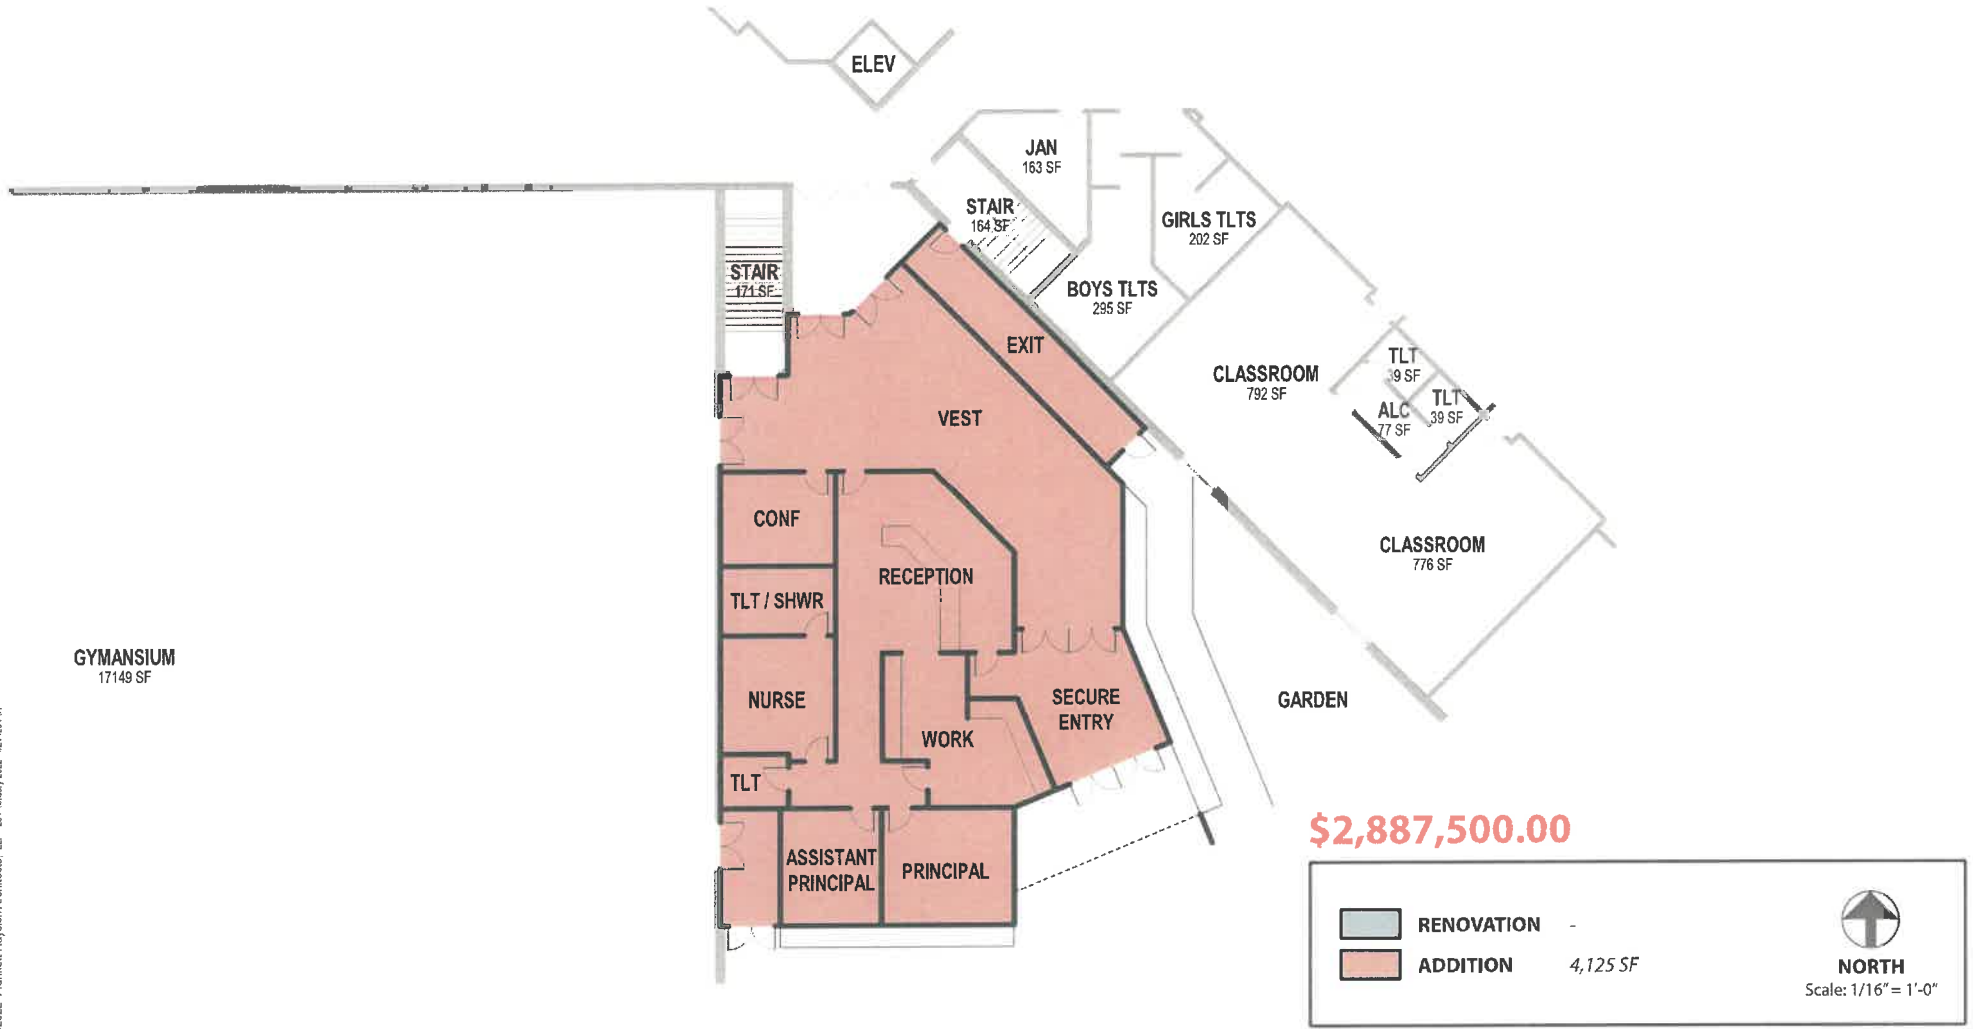 ELEV
JAN
163 SF
STAIR
164 SF
GIRLS TLTS
202 SF
STAIR
171 SF
BOYS TLTS
295 SF
EXIT
TLT
39 SF
CLASSROOM
792 SF
TLT
39 SF
ALC
77 SF
VEST
CONF
CLASSROOM
776 SF
RECEPTION
TLT / SHWR
GYMANSIUM
17149 SF
NURSE
SECURE
ENTRY
GARDEN
WORK
TLT
$2,887,500.00
ASSISTANT
PRINCIPAL
PRINCIPAL
RENOVATION -
ADDITION 4,125 SF
NORTH
Scale: 1/16" = 1'-0"